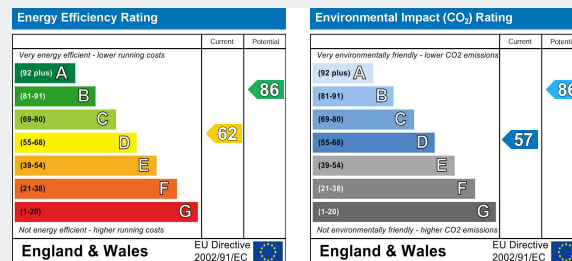 Energy Efficiency Rating
Current Potential
Very energy efficient - lower running costs
(92 plus) A
(81-91) B
86
(69-80) C
(55-68) D
62
(39-54) E
(21-38) F
(1-20) G
Not energy efficient - higher running costs
England & Wales
EU Directive
2002/91/EC
Environmental Impact (CO2) Rating
Current Potential
Very environmentally friendly - lower CO2 emissions
(92 plus) A
(81-91) B
86
(69-80) C
(55-68) D
57
(39-54) E
(21-38) F
(1-20) G
Not environmentally friendly - higher CO2 emissions
England & Wales
EU Directive
2002/91/EC